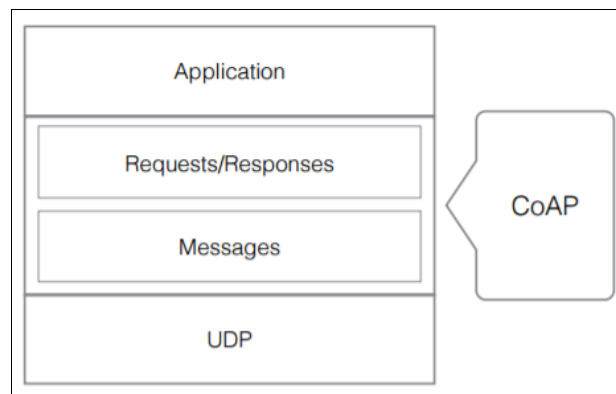 Application
Requests/Responses
CoAP
Messages
UDP